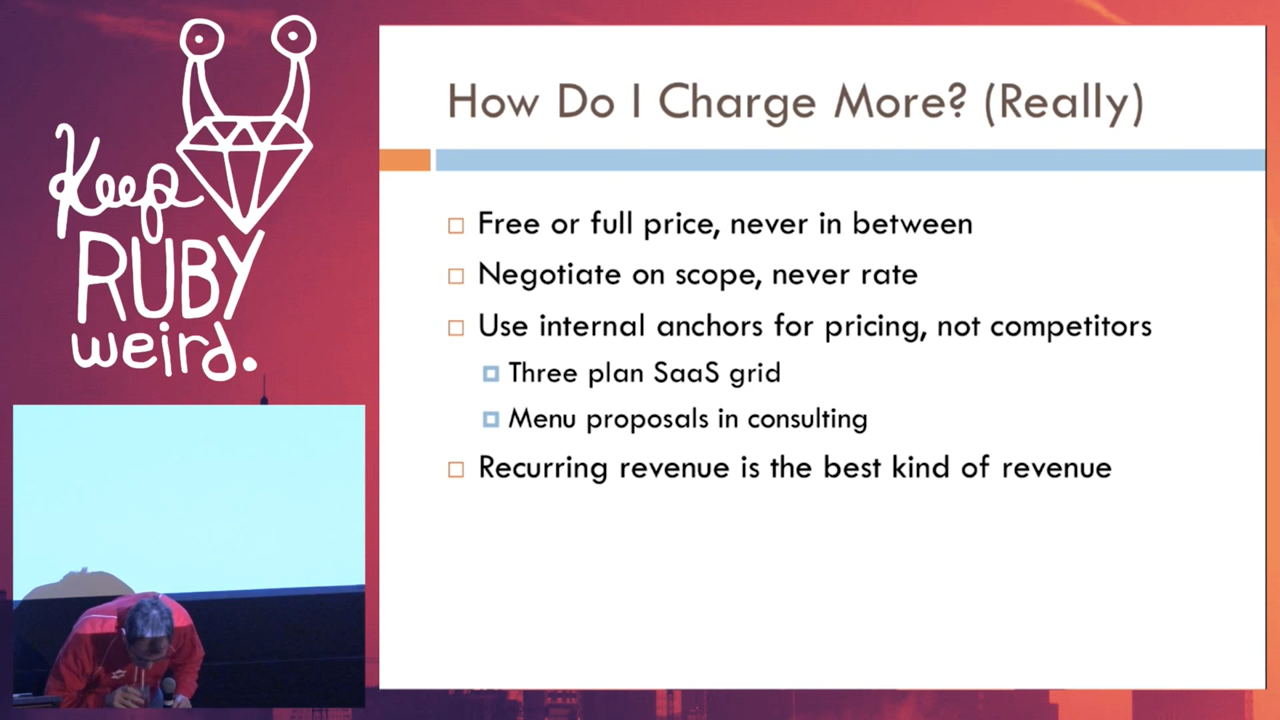 Keep
RUBY
weird.
How Do I Charge More? (Really)
Free or full price, never in between
Negotiate on scope, never rate
Use internal anchors for pricing, not competitors
Three plan SaaS grid
Menu proposals in consulting
Recurring revenue is the best kind of revenue